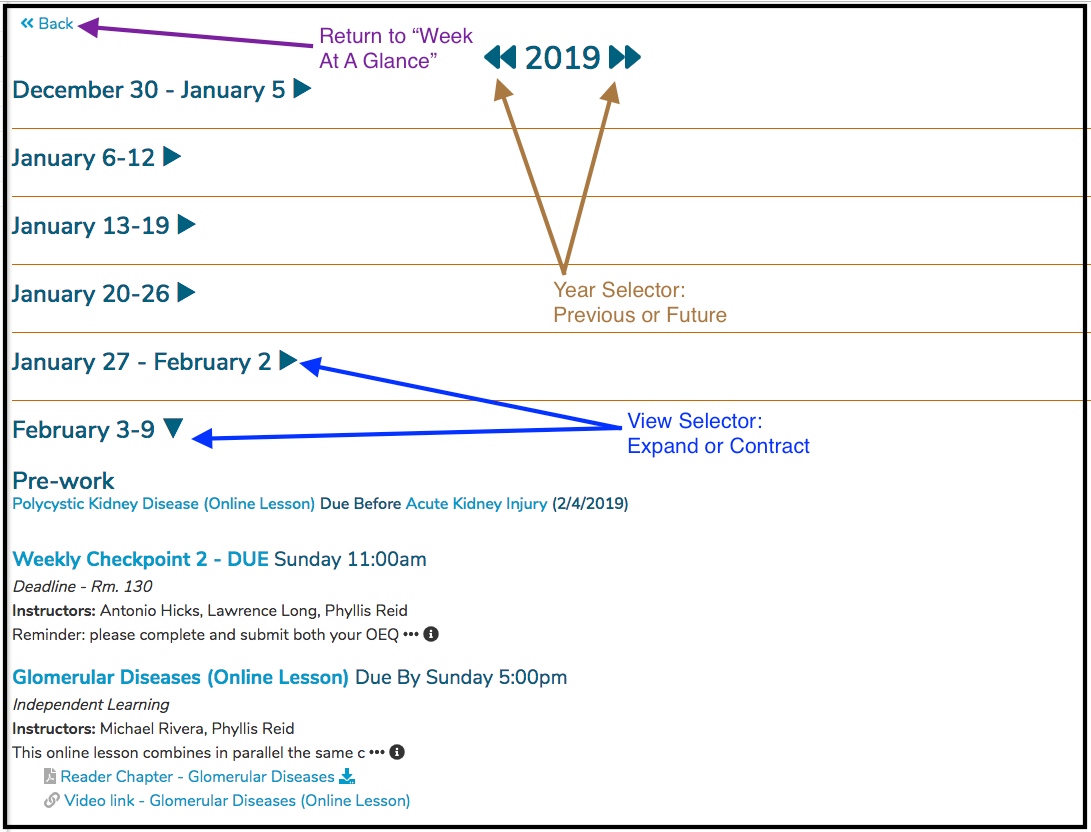 Back
Return to “Week
At A Glance”
2019
December 30 - January 5
January 6-12
January 13-19
January 20-26
Year Selector:
Previous or Future
January 27 - February 2
February 3-9
View Selector:
Expand or Contract
Pre-work
Polycystic Kidney Disease (Online Lesson) Due Before Acute Kidney Injury (2/4/2019)
Weekly Checkpoint 2 - DUE Sunday 11:00am
Deadline - Rm. 130
Instructors: Antonio Hicks, Lawrence Long, Phyllis Reid
Reminder: please complete and submit both your OEQ •••
Glomerular Diseases (Online Lesson) Due By Sunday 5:00pm
Independent Learning
Instructors: Michael Rivera, Phyllis Reid
This online lesson combines in parallel the same c •••
Reader Chapter - Glomerular Diseases
Video link - Glomerular Diseases (Online Lesson)